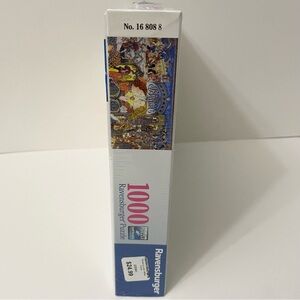 No. 16 808 8
1000
Ravensburger Puzzle
Ravensburger
$24.99